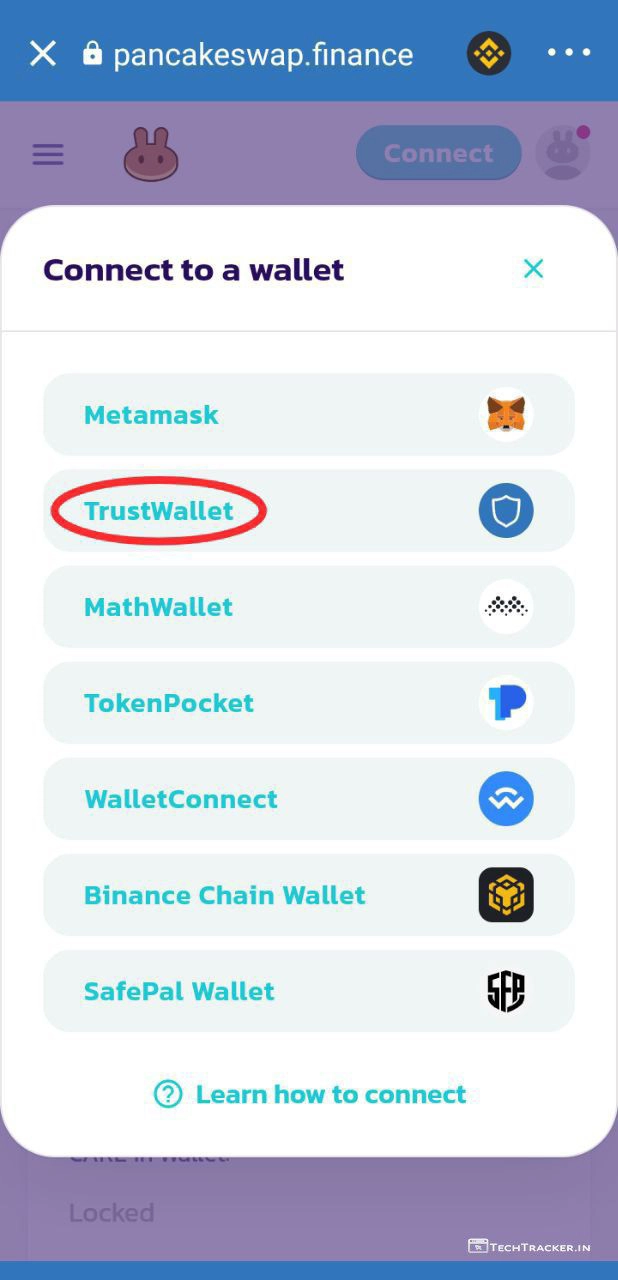 pancakeswap.finance
Connect
Connect to a wallet
Metamask
TrustWallet
MathWallet
TokenPocket
WalletConnect
Binance Chain Wallet
SafePal Wallet
Learn how to connect
CAKE in Wallet:
Locked
TechTracker.in